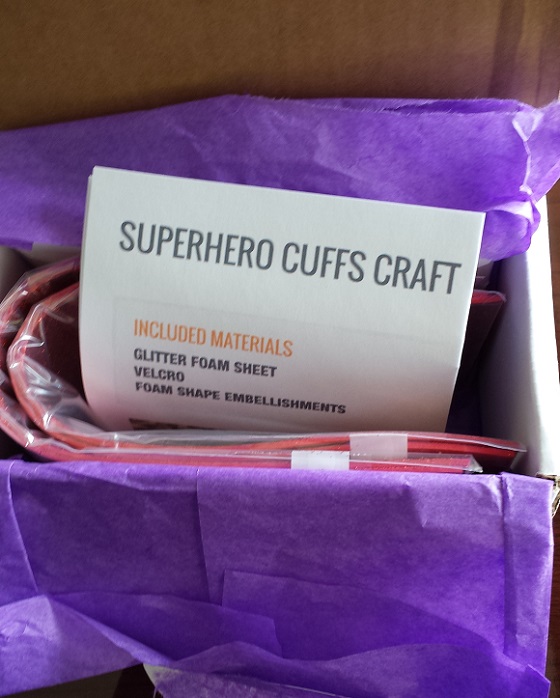 SUPERHERO CUFFS CRAFT
INCLUDED MATERIALS
GLITTER FOAM SHEET
VELCRO
FOAM SHAPE EMBELLISHMENTS